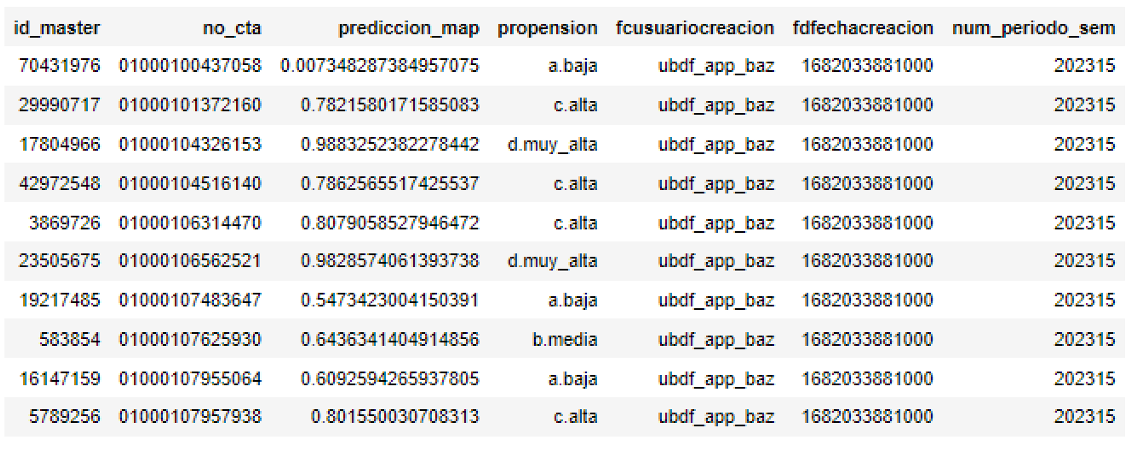 id_master no_cta prediccion_map propension fcusuariocreacion fdfechacreacion num_periodo_sem
70431976 01000100437058 0.007348287384957075 a.baja ubdf_app_baz 1682033881000 202315
29990717 01000101372160 0.7821580171585083 c.alta ubdf_app_baz 1682033881000 202315
17804966 01000104326153 0.9883252382278442 d.muy_alta ubdf_app_baz 1682033881000 202315
42972548 01000104516140 0.7862565517425537 c.alta ubdf_app_baz 1682033881000 202315
3869726 01000106314470 0.8079058527946472 c.alta ubdf_app_baz 1682033881000 202315
23505675 01000106562521 0.9828574061393738 d.muy_alta ubdf_app_baz 1682033881000 202315
19217485 01000107483647 0.5473423004150391 a.baja ubdf_app_baz 1682033881000 202315
583854 01000107625930 0.6436341404914856 b.media ubdf_app_baz 1682033881000 202315
16147159 01000107955064 0.6092594265937805 a.baja ubdf_app_baz 1682033881000 202315
5789256 01000107957938 0.801550030708313 c.alta ubdf_app_baz 1682033881000 202315